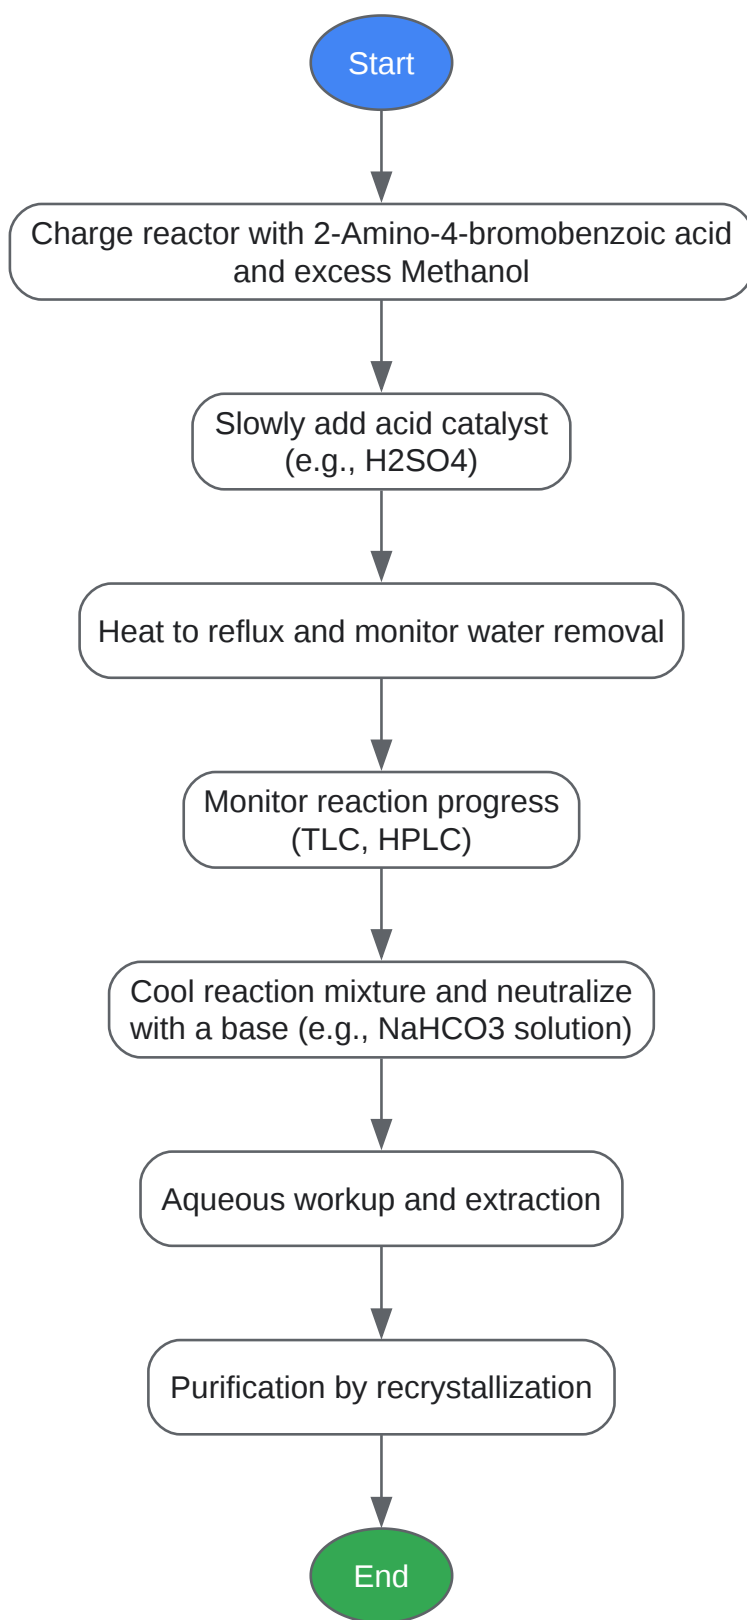 Start
Charge reactor with 2-Amino-4-bromobenzoic acid
and excess Methanol
Slowly add acid catalyst
(e.g., H2SO4)
Heat to reflux and monitor water removal
Monitor reaction progress
(TLC, HPLC)
Cool reaction mixture and neutralize
with a base (e.g., NaHCO3 solution)
Aqueous workup and extraction
Purification by recrystallization
End